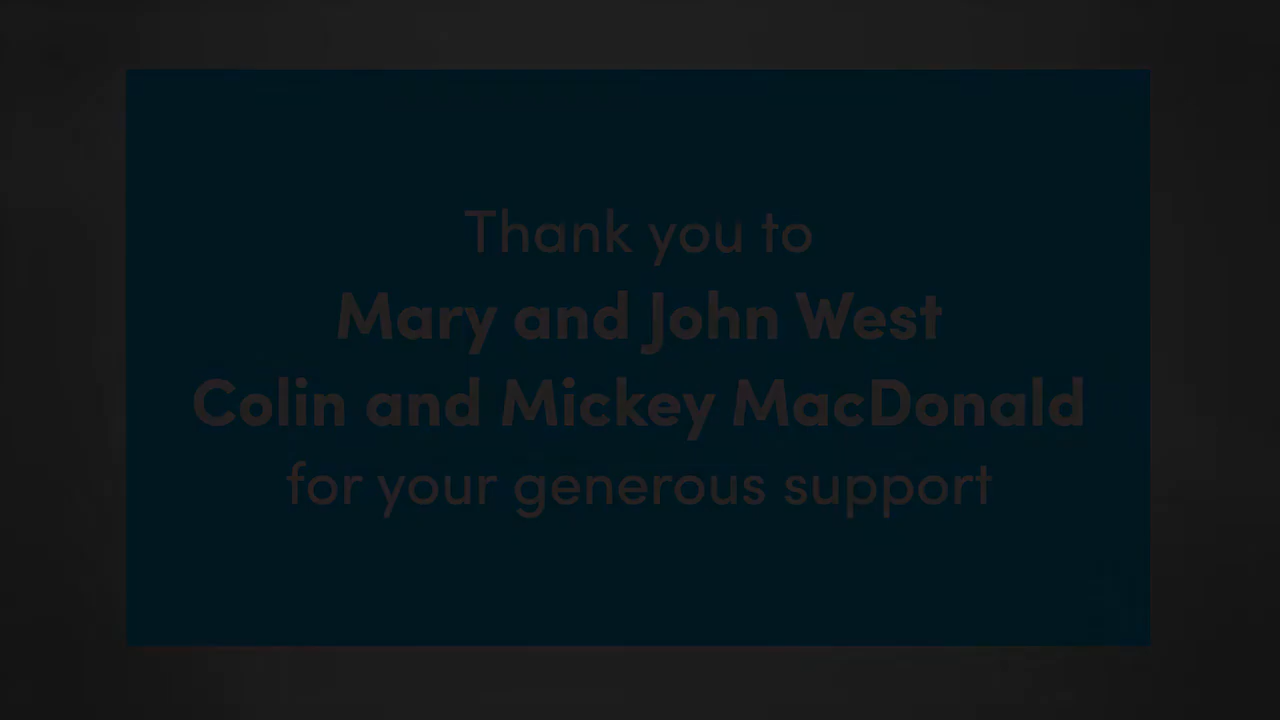 Thank you to
Mary and John West
Colin and Mickey MacDonald
for your generous support